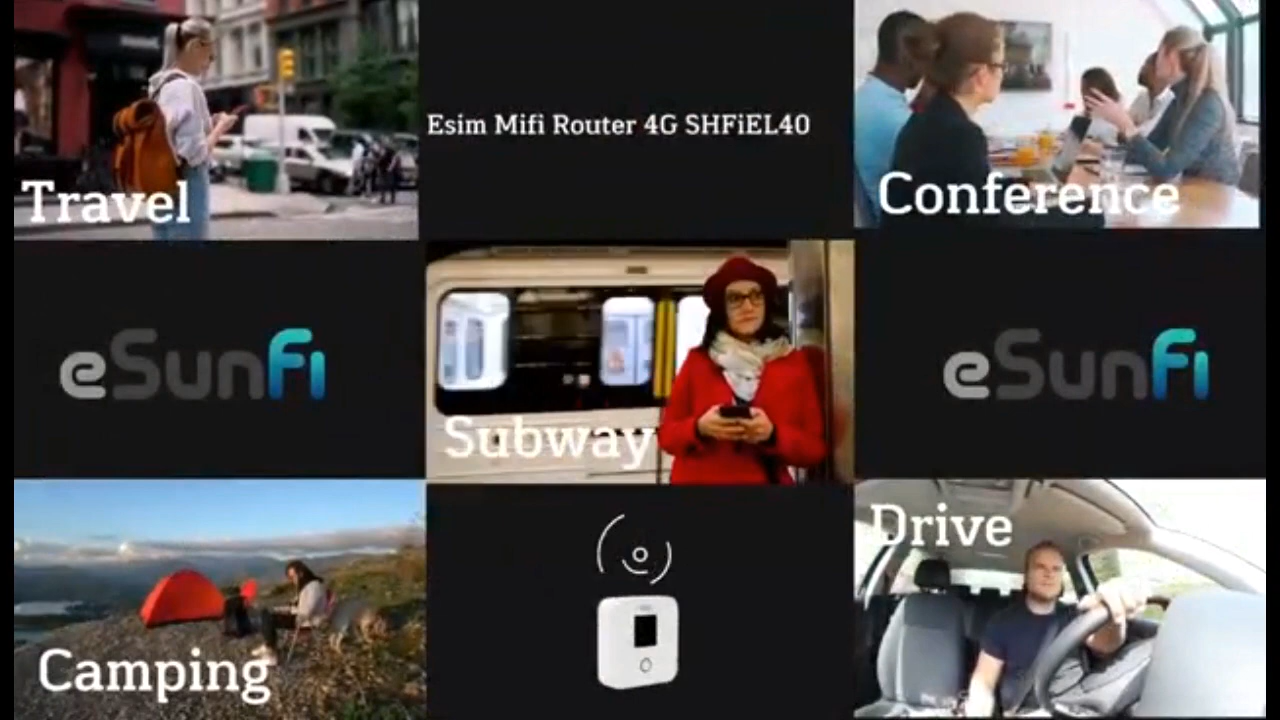 Esim Mifi Router 4G SHFiEL40
Travel
Conference
eSunFi
eSunFi
Subway
Drive
Camping